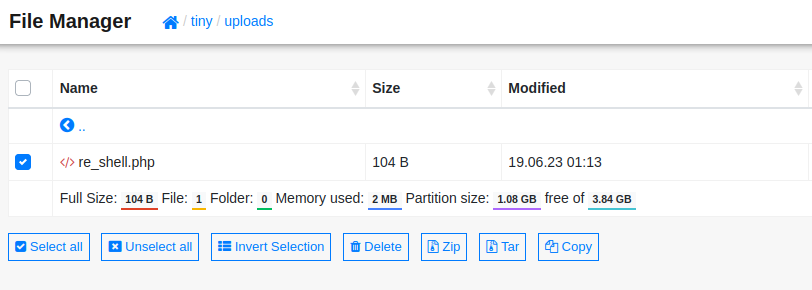 File Manager / tiny / uploads
Name Size Modified
..
</> re_shell.php 104 B 19.06.23 01:13
Full Size: 104 B File: 1 Folder: 0 Memory used: 2 MB Partition size: 1.08 GB free of 3.84 GB
Select all Unselect all Invert Selection Delete Zip Tar Copy